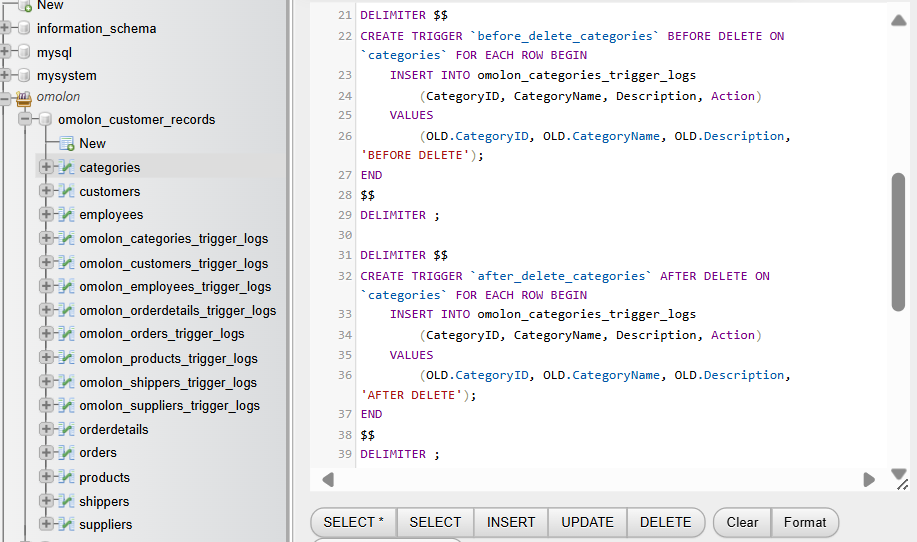 New
information_schema
mysql
mysystem
omolon
omolon_customer_records
New
categories
customers
employees
omolon_categories_trigger_logs
omolon_customers_trigger_logs
omolon_employees_trigger_logs
omolon_orderdetails_trigger_logs
omolon_orders_trigger_logs
omolon_products_trigger_logs
omolon_shippers_trigger_logs
omolon_suppliers_trigger_logs
orderdetails
orders
products
shippers
suppliers
21 DELIMITER $$
22 CREATE TRIGGER `before_delete_categories` BEFORE DELETE ON
`categories` FOR EACH ROW BEGIN
23     INSERT INTO omolon_categories_trigger_logs
24         (CategoryID, CategoryName, Description, Action)
25     VALUES
26         (OLD.CategoryID, OLD.CategoryName, OLD.Description,
'BEFORE DELETE');
27 END
28 $$
29 DELIMITER ;
30
31 DELIMITER $$
32 CREATE TRIGGER `after_delete_categories` AFTER DELETE ON
`categories` FOR EACH ROW BEGIN
33     INSERT INTO omolon_categories_trigger_logs
34         (CategoryID, CategoryName, Description, Action)
35     VALUES
36         (OLD.CategoryID, OLD.CategoryName, OLD.Description,
'AFTER DELETE');
37 END
38 $$
39 DELIMITER ;
SELECT * SELECT INSERT UPDATE DELETE Clear Format